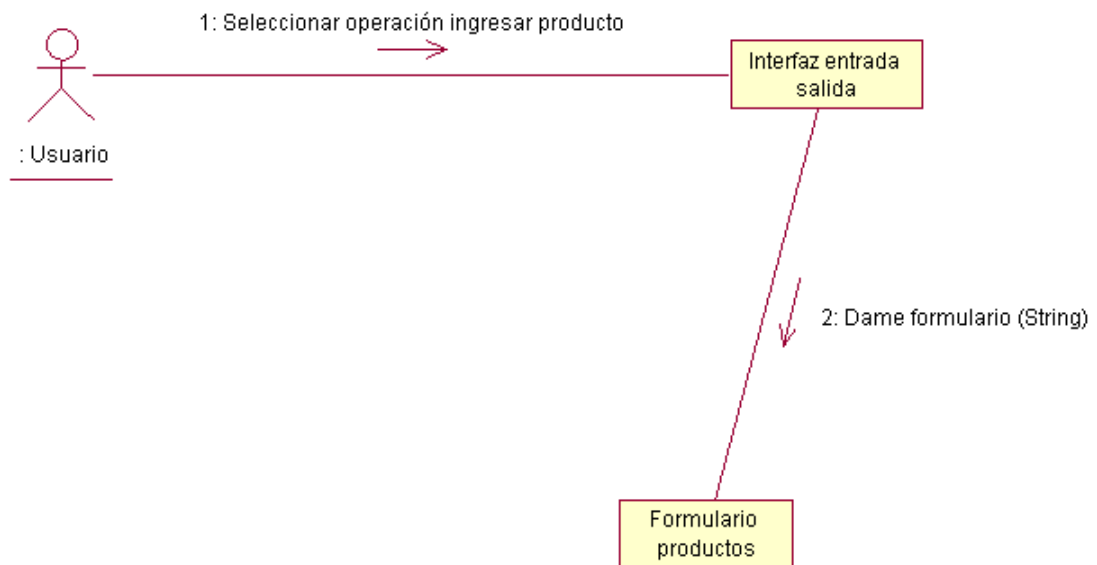 1: Seleccionar operación ingresar producto
Interfaz entrada
salida
: Usuario
2: Dame formulario (String)
Formulario
productos